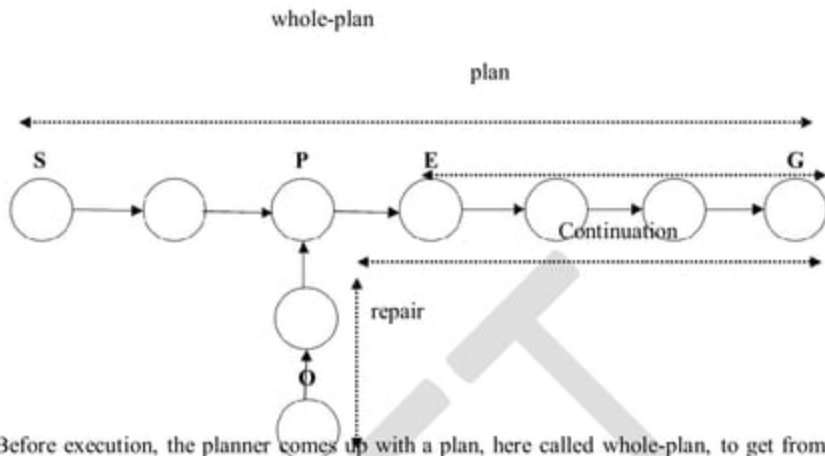 whole-plan
plan
S P E G
Continuation
repair
O
Before execution, the planner comes up with a plan, here called whole-plan, to get from